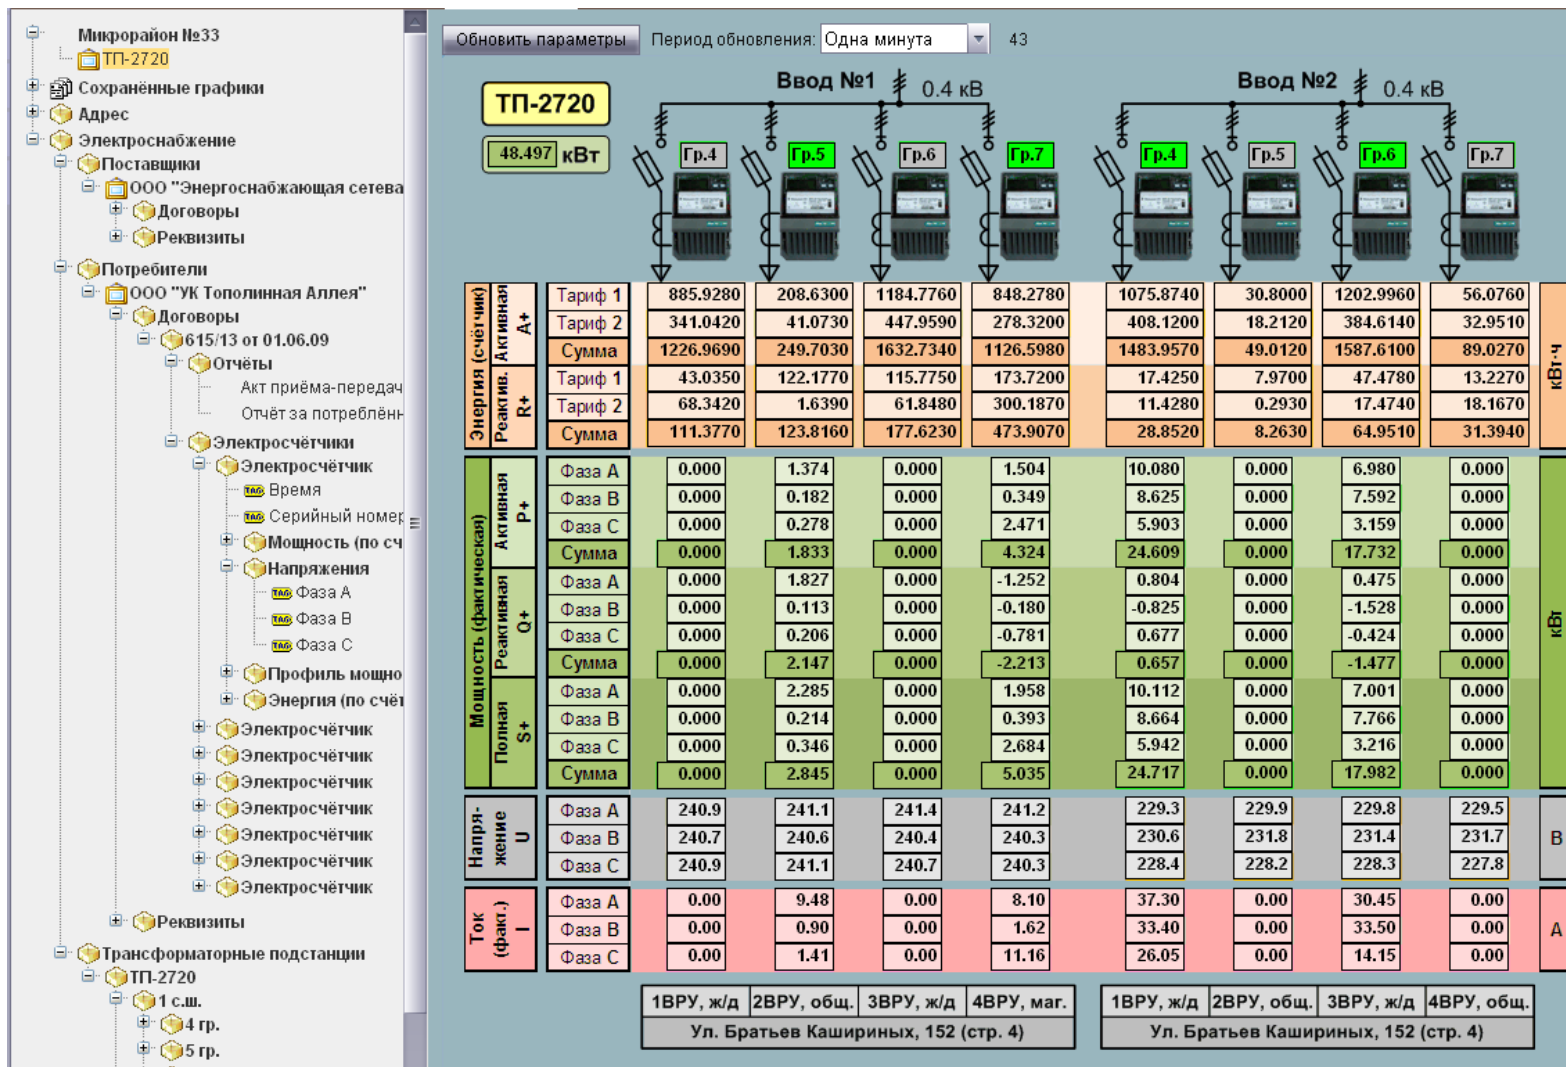 Микрорайон №33
ТП-2720
Сохранённые графики
Адрес
Электроснабжение
Поставщики
ООО "Энергоснабжающая сетева
Договоры
Реквизиты
Потребители
ООО "УК Тополинная Аллея"
Договоры
615/13 от 01.06.09
Отчёты
Акт приёма-передач
Отчёт за потреблённ
Электросчётчики
Электросчётчик
TAG Время
TAG Серийный номер
Мощность (по сч
Напряжения
TAG Фаза А
TAG Фаза В
TAG Фаза С
Профиль мощно
Энергия (по счёт
Электросчётчик
Электросчётчик
Электросчётчик
Электросчётчик
Электросчётчик
Электросчётчик
Электросчётчик
Реквизиты
Трансформаторные подстанции
ТП-2720
1 с.ш.
4 гр.
5 гр.
Обновить параметры Период обновления: Одна минута 43
ТП-2720
48.497 кВт
Ввод №1 0.4 кВ Ввод №2 0.4 кВ
Гр.4 Гр.5 Гр.6 Гр.7 Гр.4 Гр.5 Гр.6 Гр.7
Энергия (счётчик)
Активная А+
Тариф 1 885.9280 208.6300 1184.7760 848.2780 1075.8740 30.8000 1202.9960 56.0760
Тариф 2 341.0420 41.0730 447.9590 278.3200 408.1200 18.2120 384.6140 32.9510
Сумма 1226.9690 249.7030 1632.7340 1126.5980 1483.9570 49.0120 1587.6100 89.0270
Реактив. R+
Тариф 1 43.0350 122.1770 115.7750 173.7200 17.4250 7.9700 47.4780 13.2270
Тариф 2 68.3420 1.6390 61.8480 300.1870 11.4280 0.2930 17.4740 18.1670
Сумма 111.3770 123.8160 177.6230 473.9070 28.8520 8.2630 64.9510 31.3940
кВт·ч
Мощность (фактическая)
Активная P+
Фаза А 0.000 1.374 0.000 1.504 10.080 0.000 6.980 0.000
Фаза В 0.000 0.182 0.000 0.349 8.625 0.000 7.592 0.000
Фаза С 0.000 0.278 0.000 2.471 5.903 0.000 3.159 0.000
Сумма 0.000 1.833 0.000 4.324 24.609 0.000 17.732 0.000
Реактивная Q+
Фаза А 0.000 1.827 0.000 -1.252 0.804 0.000 0.475 0.000
Фаза В 0.000 0.113 0.000 -0.180 -0.825 0.000 -1.528 0.000
Фаза С 0.000 0.206 0.000 -0.781 0.677 0.000 -0.424 0.000
Сумма 0.000 2.147 0.000 -2.213 0.657 0.000 -1.477 0.000
Полная S+
Фаза А 0.000 2.285 0.000 1.958 10.112 0.000 7.001 0.000
Фаза В 0.000 0.214 0.000 0.393 8.664 0.000 7.766 0.000
Фаза С 0.000 0.346 0.000 2.684 5.942 0.000 3.216 0.000
Сумма 0.000 2.845 0.000 5.035 24.717 0.000 17.982 0.000
кВт
Напря-
жение
U
Фаза А 240.9 241.1 241.4 241.2 229.3 229.9 229.8 229.5
Фаза В 240.7 240.6 240.4 240.3 230.6 231.8 231.4 231.7
Фаза С 240.9 241.1 240.7 240.3 228.4 228.2 228.3 227.8
В
Ток
(факт.)
I
Фаза А 0.00 9.48 0.00 8.10 37.30 0.00 30.45 0.00
Фаза В 0.00 0.90 0.00 1.62 33.40 0.00 33.50 0.00
Фаза С 0.00 1.41 0.00 11.16 26.05 0.00 14.15 0.00
А
1ВРУ, ж/д 2ВРУ, общ. 3ВРУ, ж/д 4ВРУ, маг. 1ВРУ, ж/д 2ВРУ, общ. 3ВРУ, ж/д 4ВРУ, общ.
Ул. Братьев Кашириных, 152 (стр. 4) Ул. Братьев Кашириных, 152 (стр. 4)